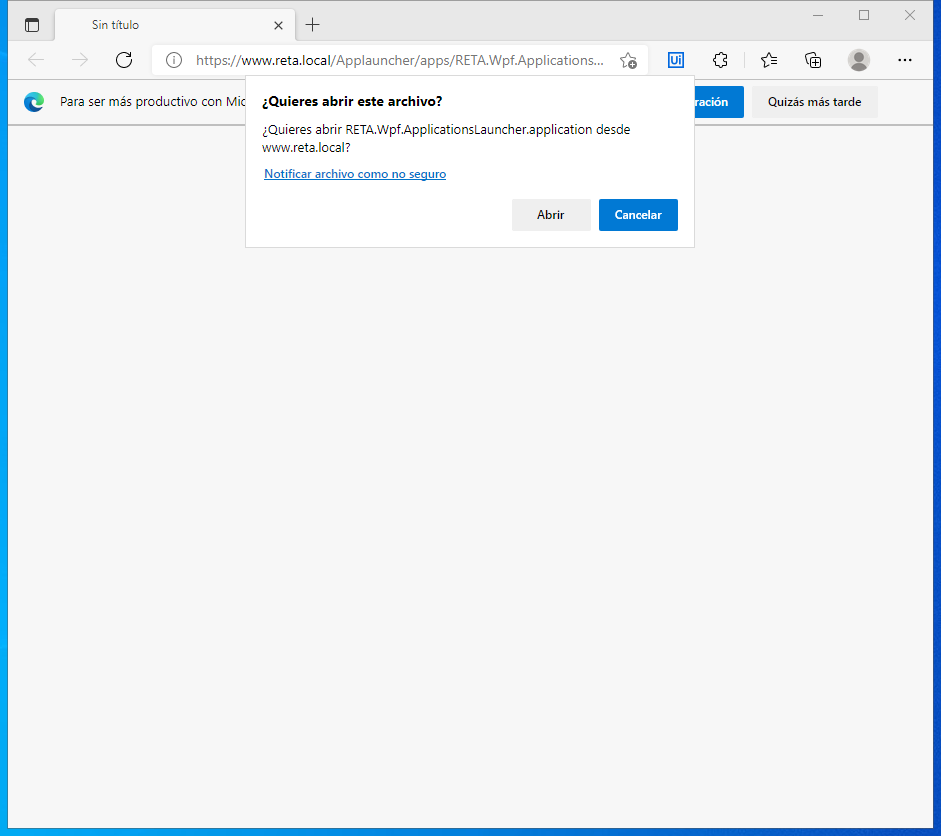 Sin título
https://www.reta.local/Applauncher/apps/RETA.Wpf.Applications...
Ui
Para ser más productivo con Mic
ración
Quizás más tarde
¿Quieres abrir este archivo?
¿Quieres abrir RETA.Wpf.ApplicationsLauncher.application desde
www.reta.local?
Notificar archivo como no seguro
Abrir
Cancelar